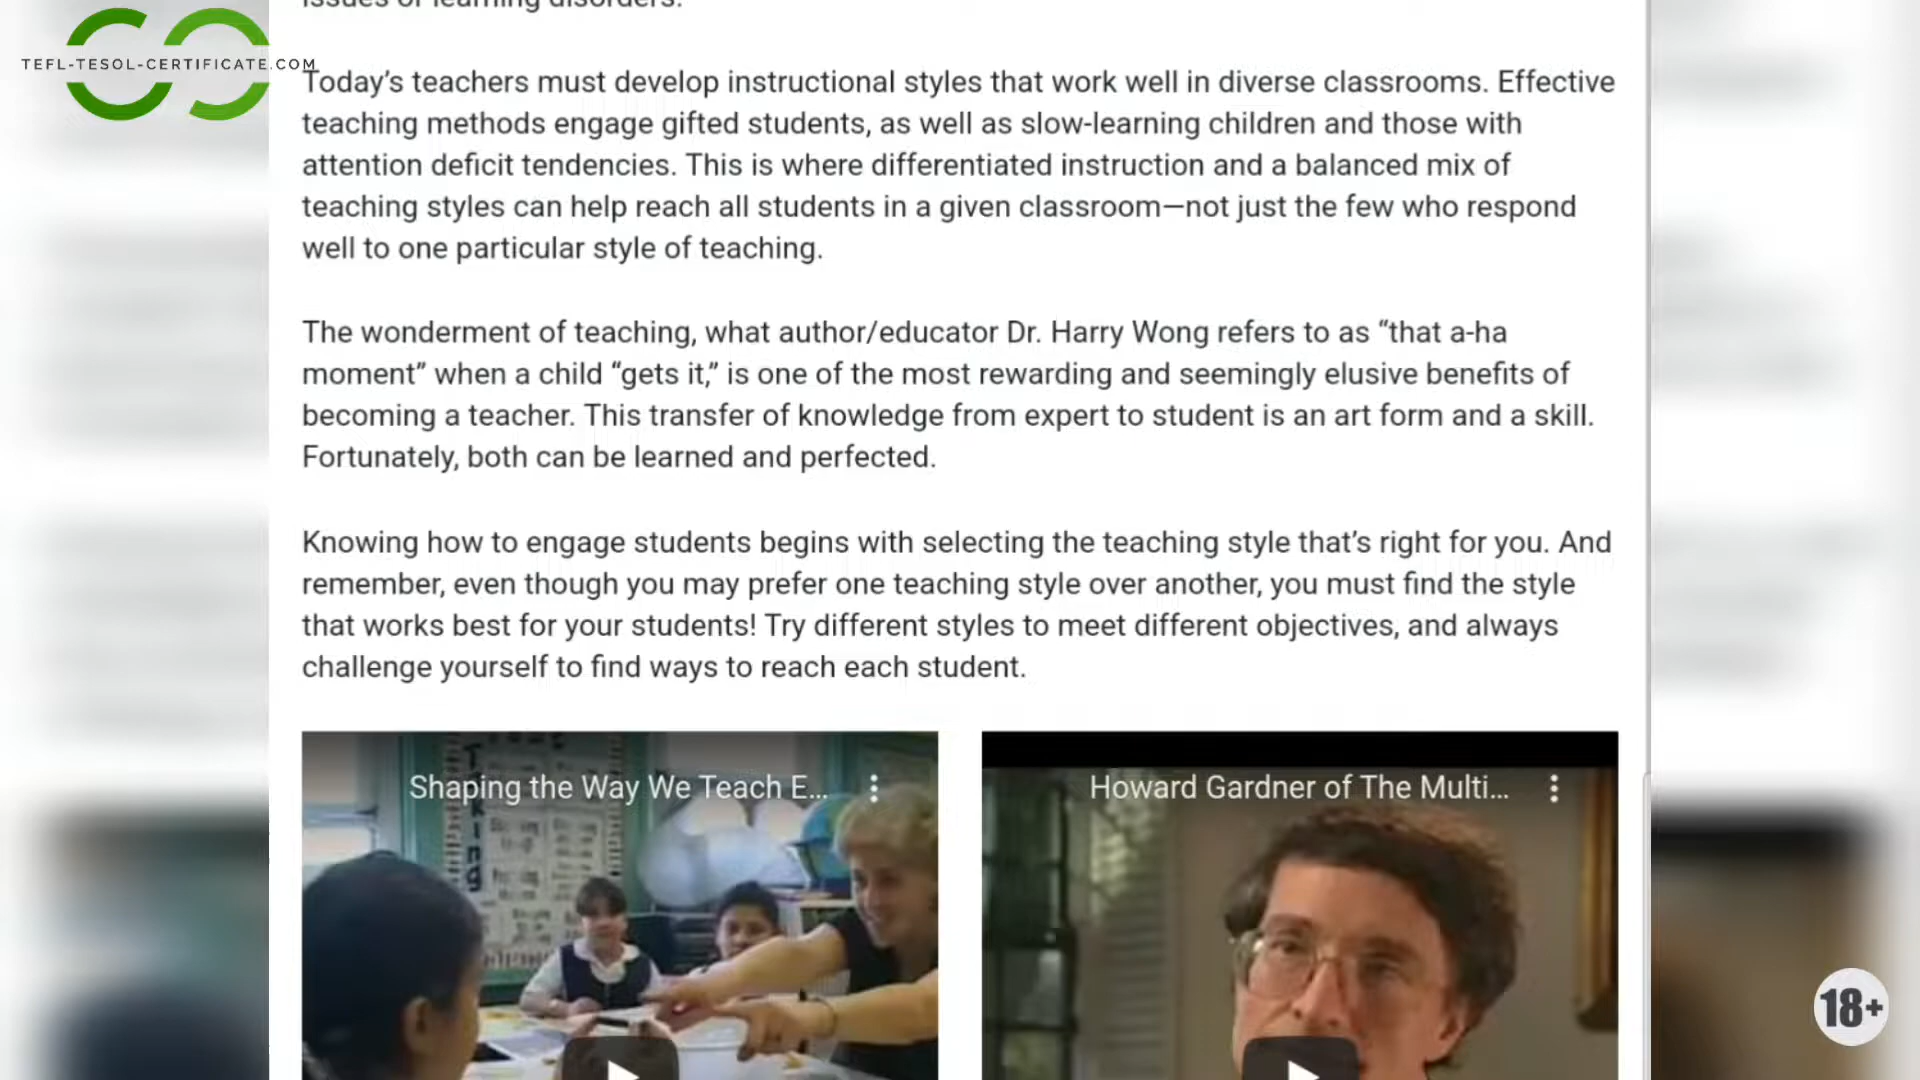 issues or learning disorders.
TEFL-TESOL-CERTIFICATE.COM
Today’s teachers must develop instructional styles that work well in diverse classrooms. Effective
teaching methods engage gifted students, as well as slow-learning children and those with
attention deficit tendencies. This is where differentiated instruction and a balanced mix of
teaching styles can help reach all students in a given classroom—not just the few who respond
well to one particular style of teaching.
The wonderment of teaching, what author/educator Dr. Harry Wong refers to as “that a-ha
moment” when a child “gets it,” is one of the most rewarding and seemingly elusive benefits of
becoming a teacher. This transfer of knowledge from expert to student is an art form and a skill.
Fortunately, both can be learned and perfected.
Knowing how to engage students begins with selecting the teaching style that’s right for you. And
remember, even though you may prefer one teaching style over another, you must find the style
that works best for your students! Try different styles to meet different objectives, and always
challenge yourself to find ways to reach each student.
Shaping the Way We Teach E...
Howard Gardner of The Multi...
18+